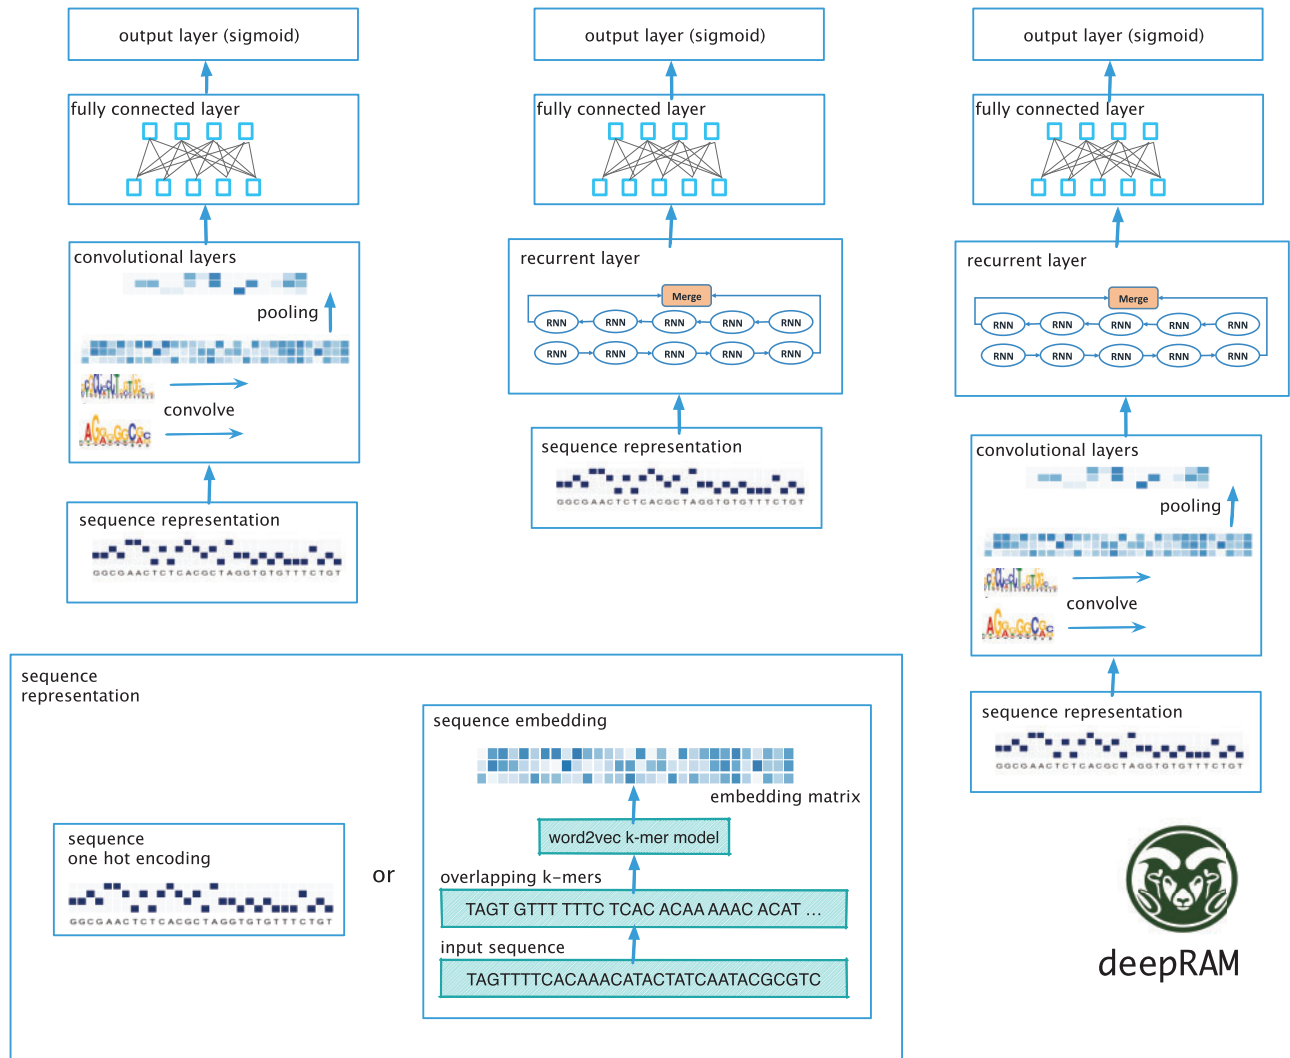 output layer (sigmoid)
fully connected layer
convolutional layers
pooling
convolve
sequence representation
GGCGAACTCTCACGCTAGGTGTGTTTCTGT
output layer (sigmoid)
fully connected layer
recurrent layer
Merge
RNN RNN RNN RNN RNN
RNN RNN RNN RNN RNN
sequence representation
GGCGAACTCTCACGCTAGGTGTGTTTCTGT
output layer (sigmoid)
fully connected layer
recurrent layer
Merge
RNN RNN RNN RNN RNN
RNN RNN RNN RNN RNN
convolutional layers
pooling
convolve
sequence representation
GGCGAACTCTCACGCTAGGTGTGTTTCTGT
sequence
representation
sequence
one hot encoding
GGCGAACTCTCACGCTAGGTGTGTTTCTGT
or
sequence embedding
embedding matrix
word2vec k-mer model
overlapping k-mers
TAGT GTTT TTTC TCAC ACAA AAAC ACAT ...
input sequence
TAGTTTTCACAAACATACTATCAATACGCGTC
deepRAM